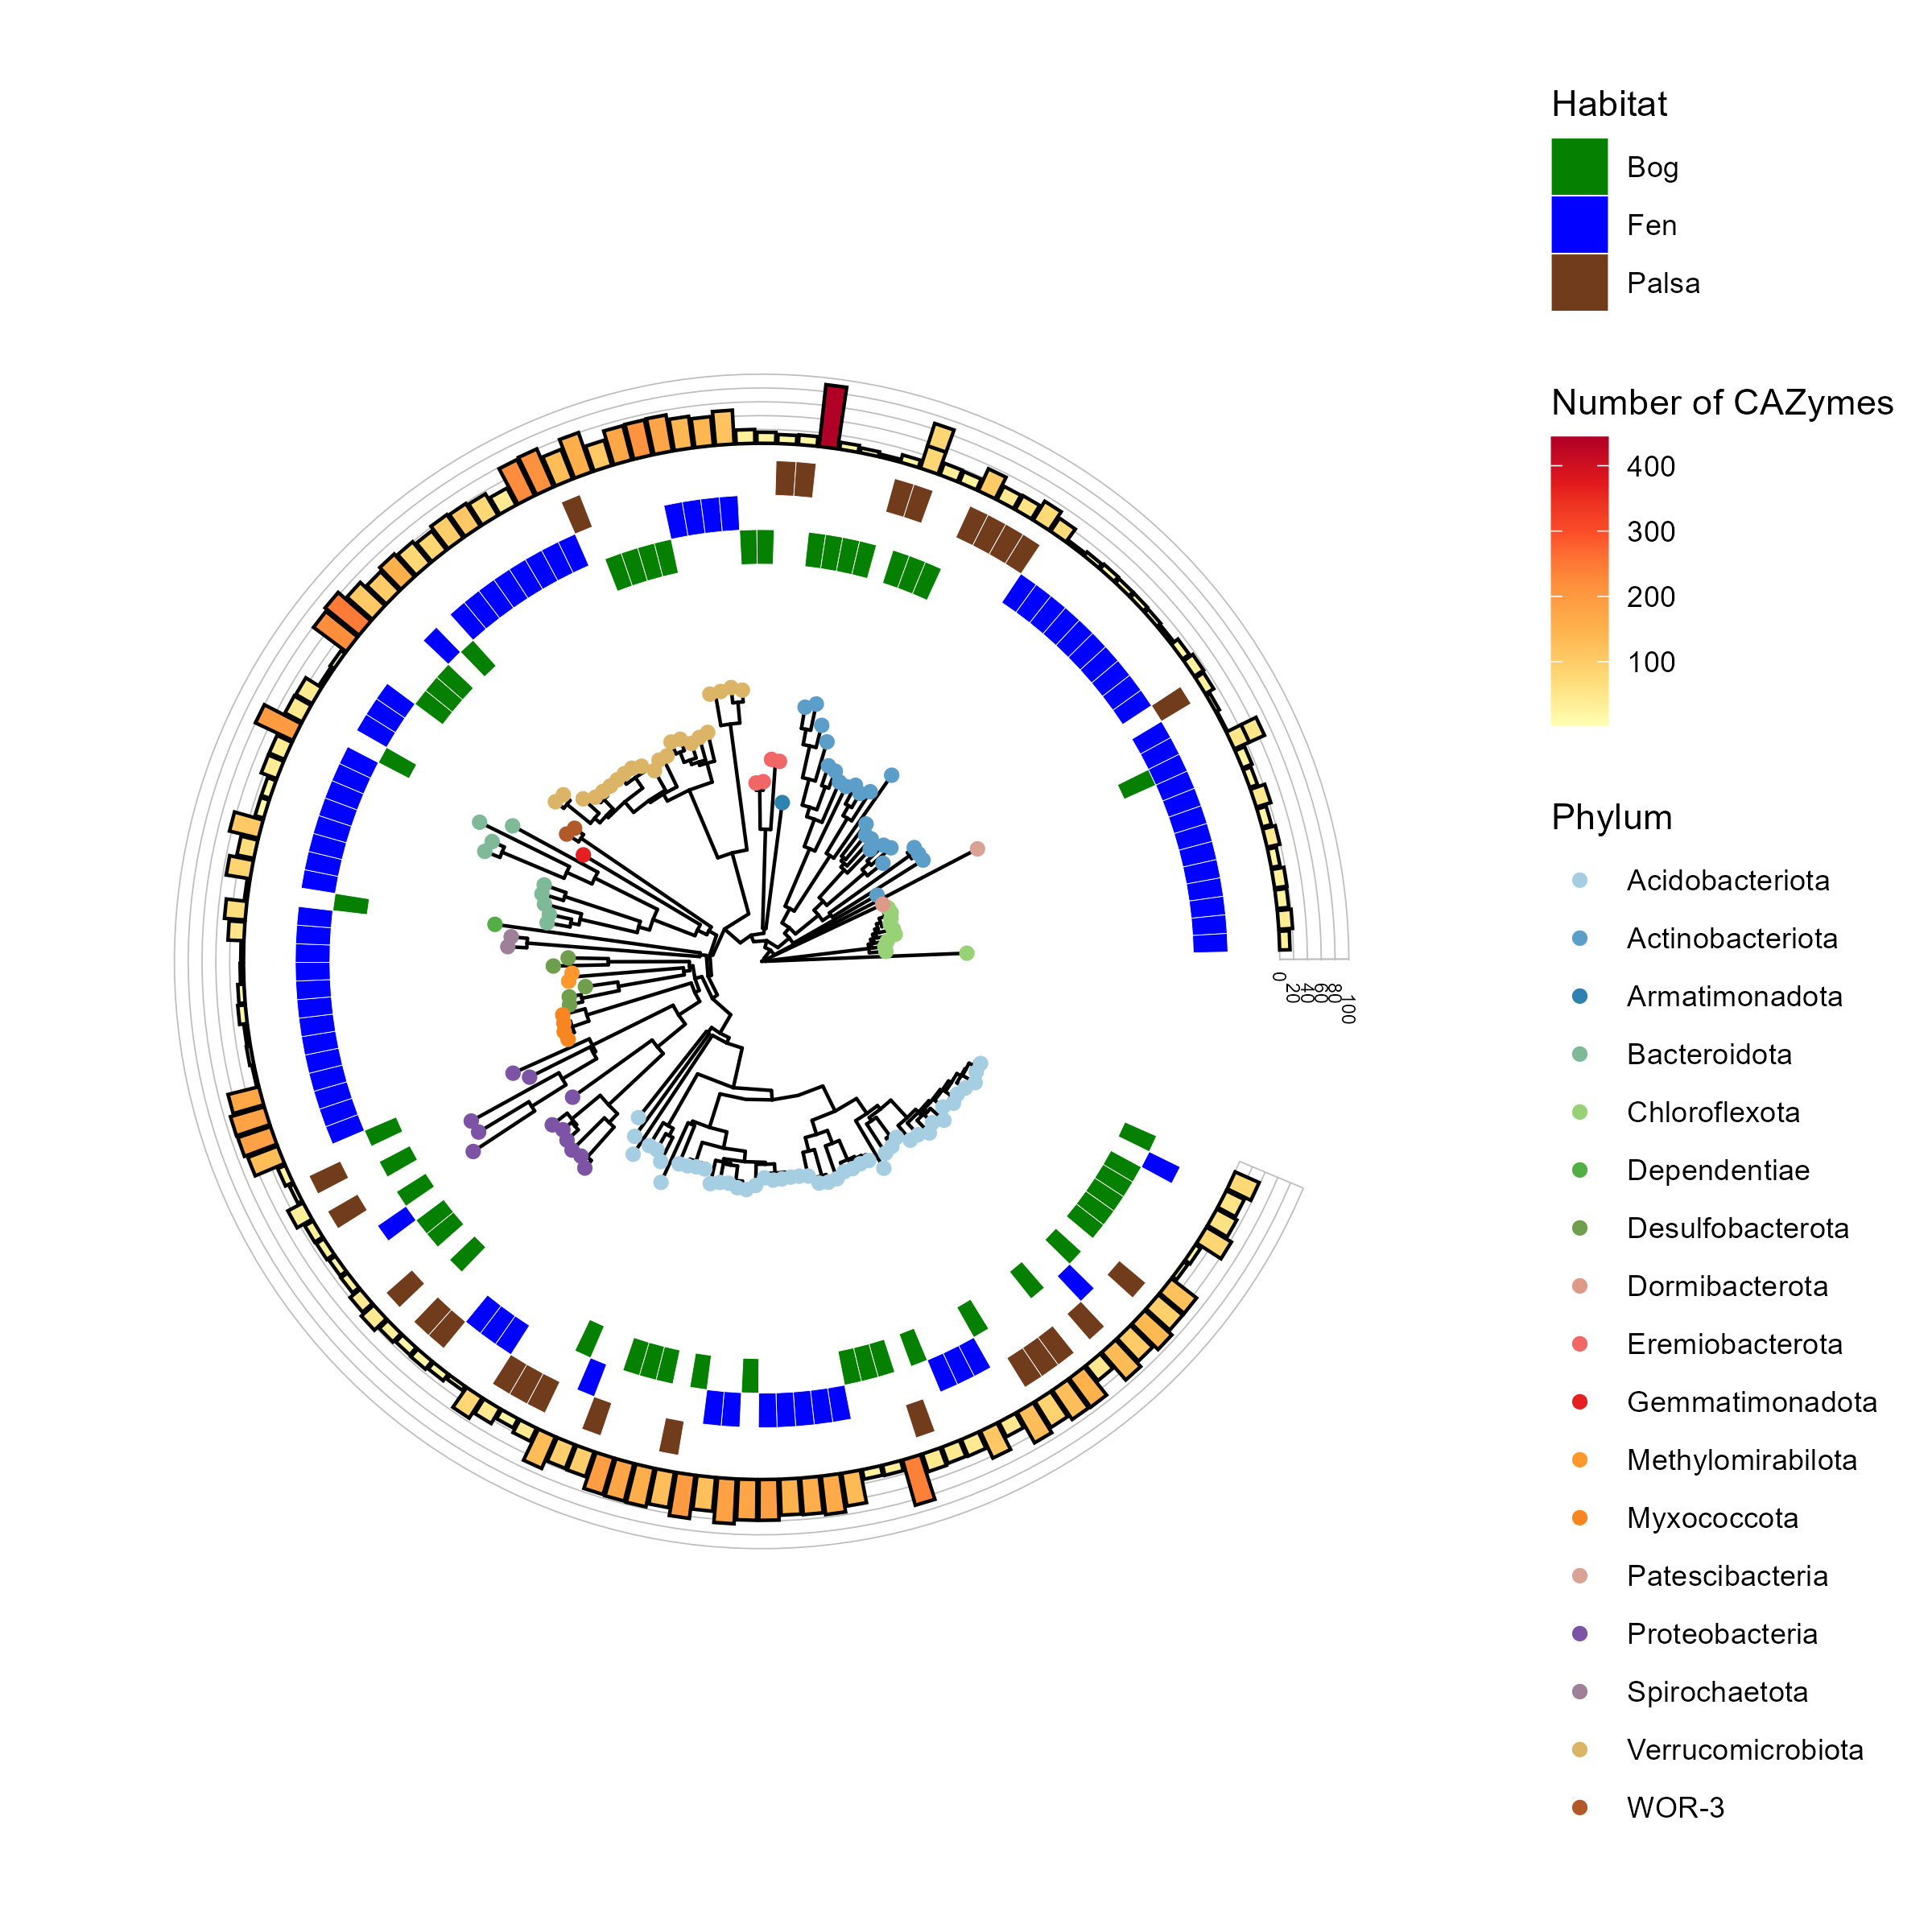 Habitat
Bog
Fen
Palsa
Number of CAZymes
400
300
200
100
0
20
40
60
80
100
Phylum
Acidobacteriota
Actinobacteriota
Armatimonadota
Bacteroidota
Chloroflexota
Dependentiae
Desulfobacterota
Dormibacterota
Eremiobacterota
Gemmatimonadota
Methylomirabilota
Myxococcota
Patescibacteria
Proteobacteria
Spirochaetota
Verrucomicrobiota
WOR-3